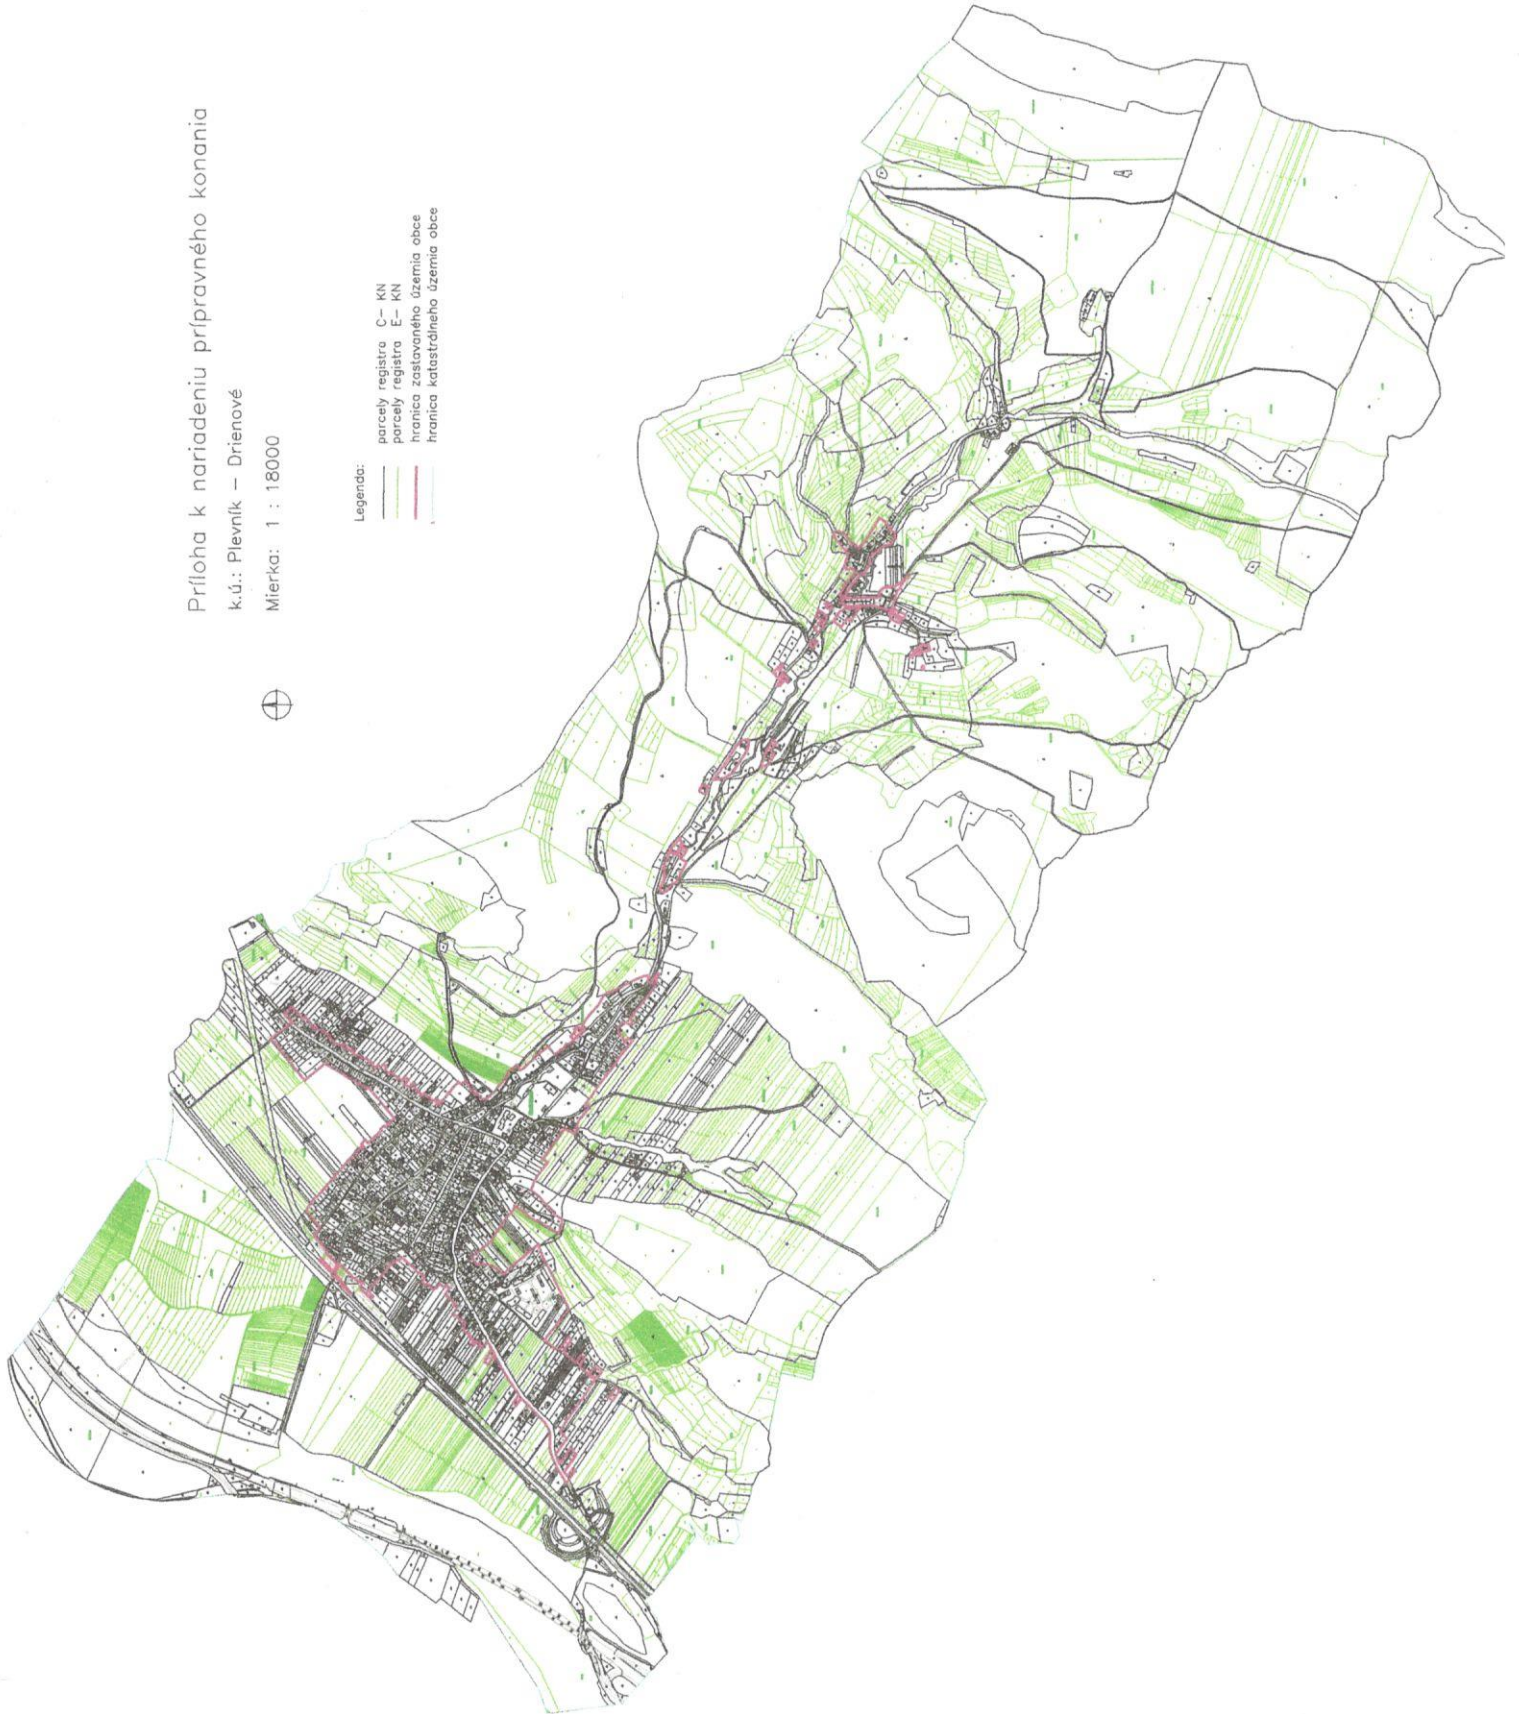 Príloha k nariadeniu prípravného konania
k.ú.: Plevník – Drienové
Mierka: 1 : 18000
Legenda:
parcely registra C– KN
parcely registra E– KN
hranica zastavaného územia obce
hranica katastrálneho územia obce